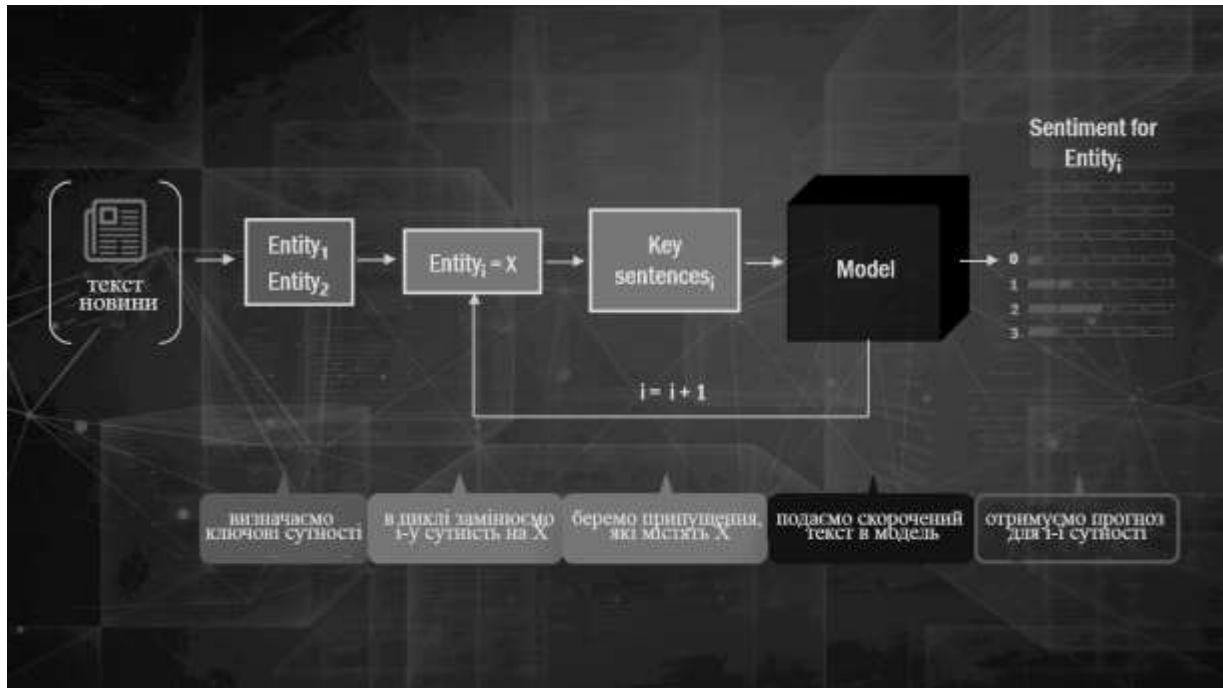 Sentiment for
Entityᵢ
текст
новини
Entity₁
Entity₂
Entityᵢ = X
Key
sentencesᵢ
Model
0
1
2
3
i = i + 1
визначаємо
ключові сутності
в циклі замінюємо
і-у сутність на X
беремо припущення,
які містять X
подаємо скорочений
текст в модель
отримуємо прогноз
для і-і сутності